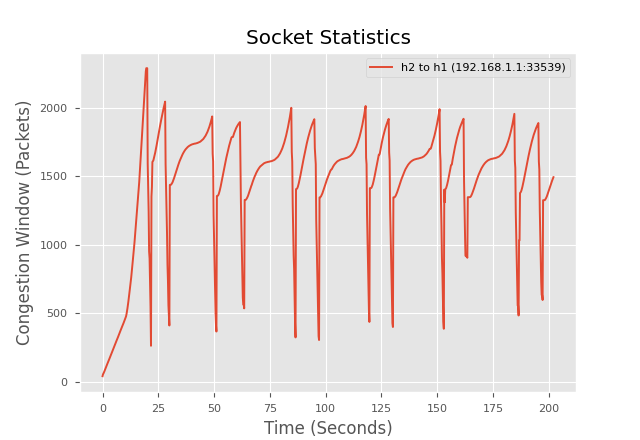 Socket Statistics
h2 to h1 (192.168.1.1:33539)
Congestion Window (Packets)
2000
1500
1000
500
0
0 25 50 75 100 125 150 175 200
Time (Seconds)